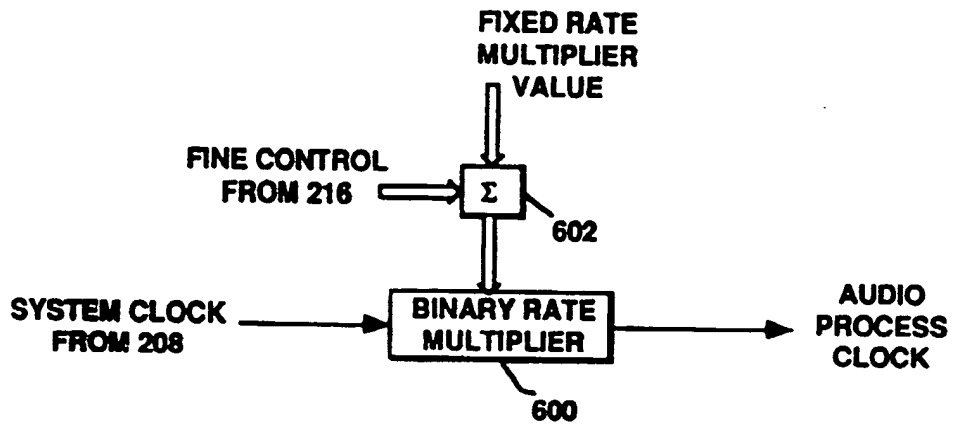 FIXED RATE
MULTIPLIER
VALUE
FINE CONTROL
FROM 216
Σ
602
SYSTEM CLOCK
FROM 208
BINARY RATE
MULTIPLIER
600
AUDIO
PROCESS
CLOCK